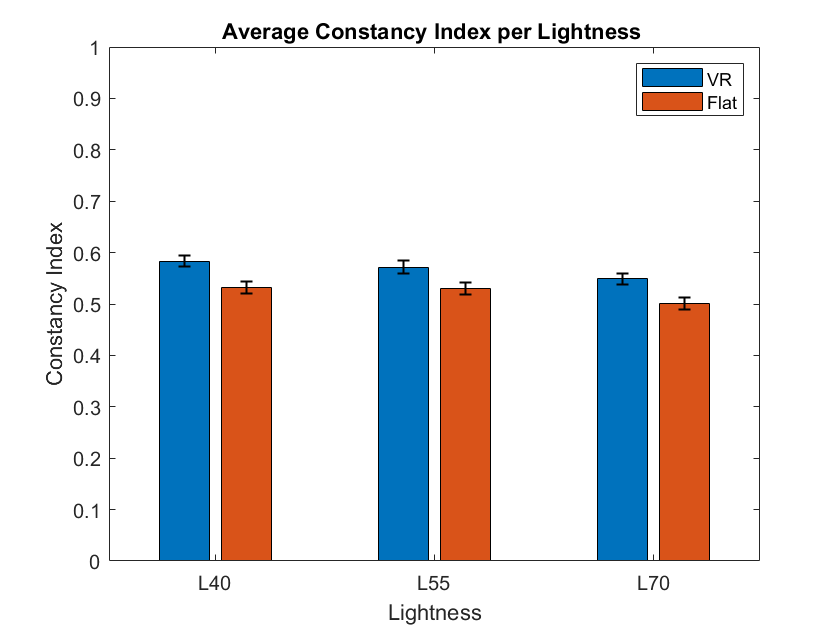 Average Constancy Index per Lightness
VR
Flat
1
0.9
0.8
0.7
0.6
0.5
0.4
0.3
0.2
0.1
0
Constancy Index
L40
L55
L70
Lightness